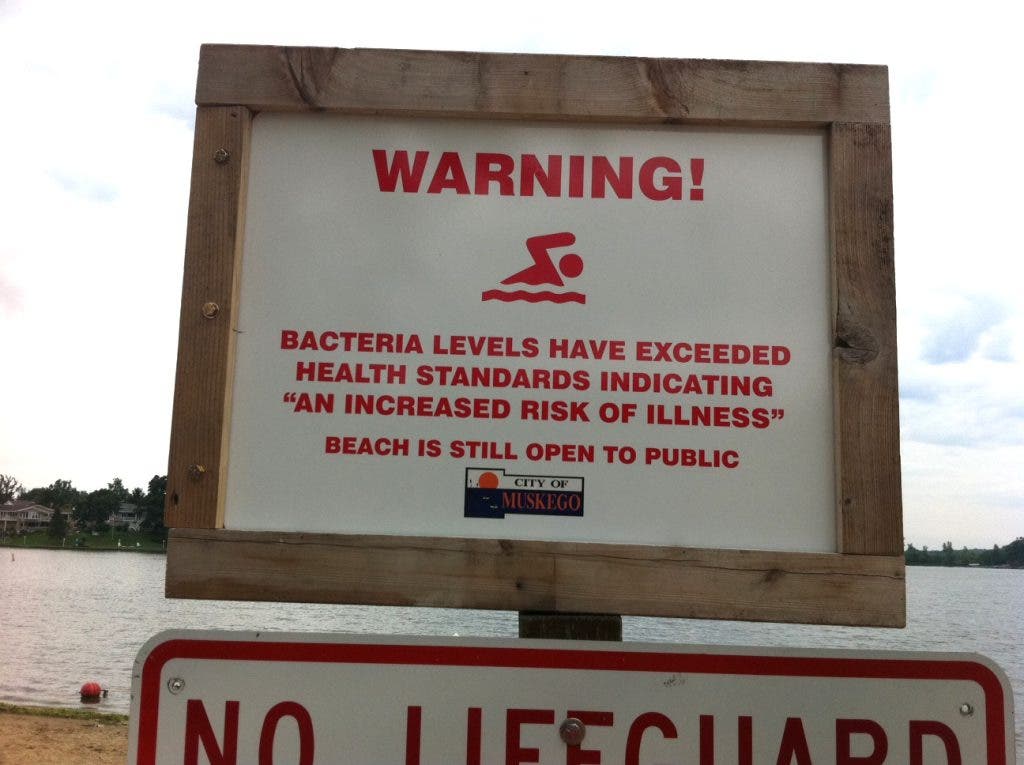 WARNING!
BACTERIA LEVELS HAVE EXCEEDED
HEALTH STANDARDS INDICATING
“AN INCREASED RISK OF ILLNESS”
BEACH IS STILL OPEN TO PUBLIC
CITY OF
MUSKEGO
NO LIFEGUARD